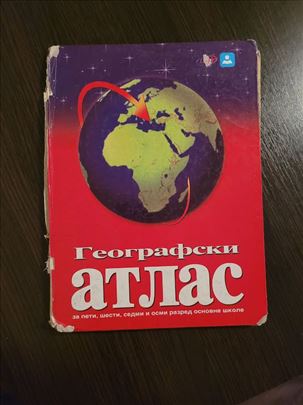 Географски
атлас
за пети, шести, седми и осми разред основне школе